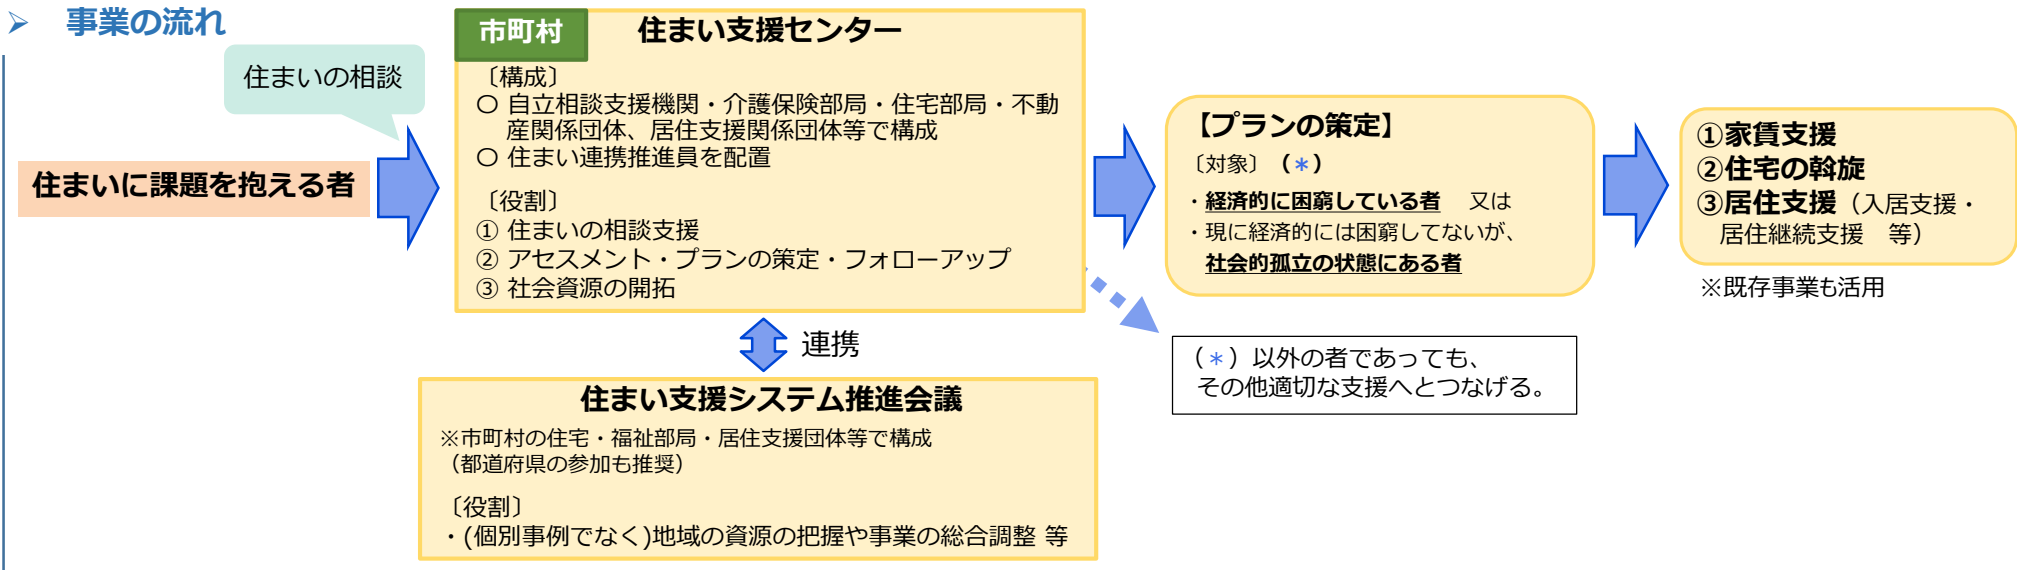 ➢ 事業の流れ
住まいの相談
住まいに課題を抱える者
市町村
住まい支援センター
〔構成〕
〇 自立相談支援機関・介護保険部局・住宅部局・不動
産関係団体、居住支援関係団体等で構成
〇 住まい連携推進員を配置
〔役割〕
① 住まいの相談支援
② アセスメント・プランの策定・フォローアップ
③ 社会資源の開拓
連携
住まい支援システム推進会議
※市町村の住宅・福祉部局・居住支援団体等で構成
（都道府県の参加も推奨）
〔役割〕
・(個別事例でなく)地域の資源の把握や事業の総合調整 等
【プランの策定】
〔対象〕（＊）
・経済的に困窮している者　又は
・現に経済的には困窮してないが、
社会的孤立の状態にある者
（＊）以外の者であっても、
その他適切な支援へとつなげる。
①家賃支援
②住宅の斡旋
③居住支援（入居支援・
居住継続支援　等）
※既存事業も活用